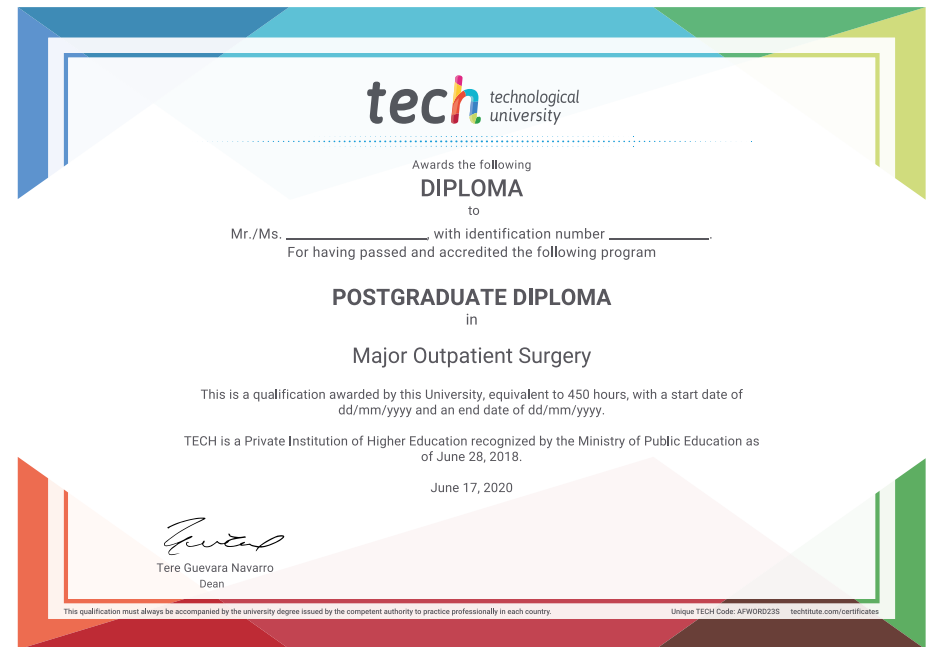 tech technological
university
Awards the following
DIPLOMA
to
Mr./Ms. ____________________, with identification number ______________.
For having passed and accredited the following program
POSTGRADUATE DIPLOMA
in
Major Outpatient Surgery
This is a qualification awarded by this University, equivalent to 450 hours, with a start date of
dd/mm/yyyy and an end date of dd/mm/yyyy.
TECH is a Private Institution of Higher Education recognized by the Ministry of Public Education as
of June 28, 2018.
June 17, 2020
Tere Guevara Navarro
Dean
This qualification must always be accompanied by the university degree issued by the competent authority to practice professionally in each country. Unique TECH Code: AFWORD23S techtitute.com/certificates